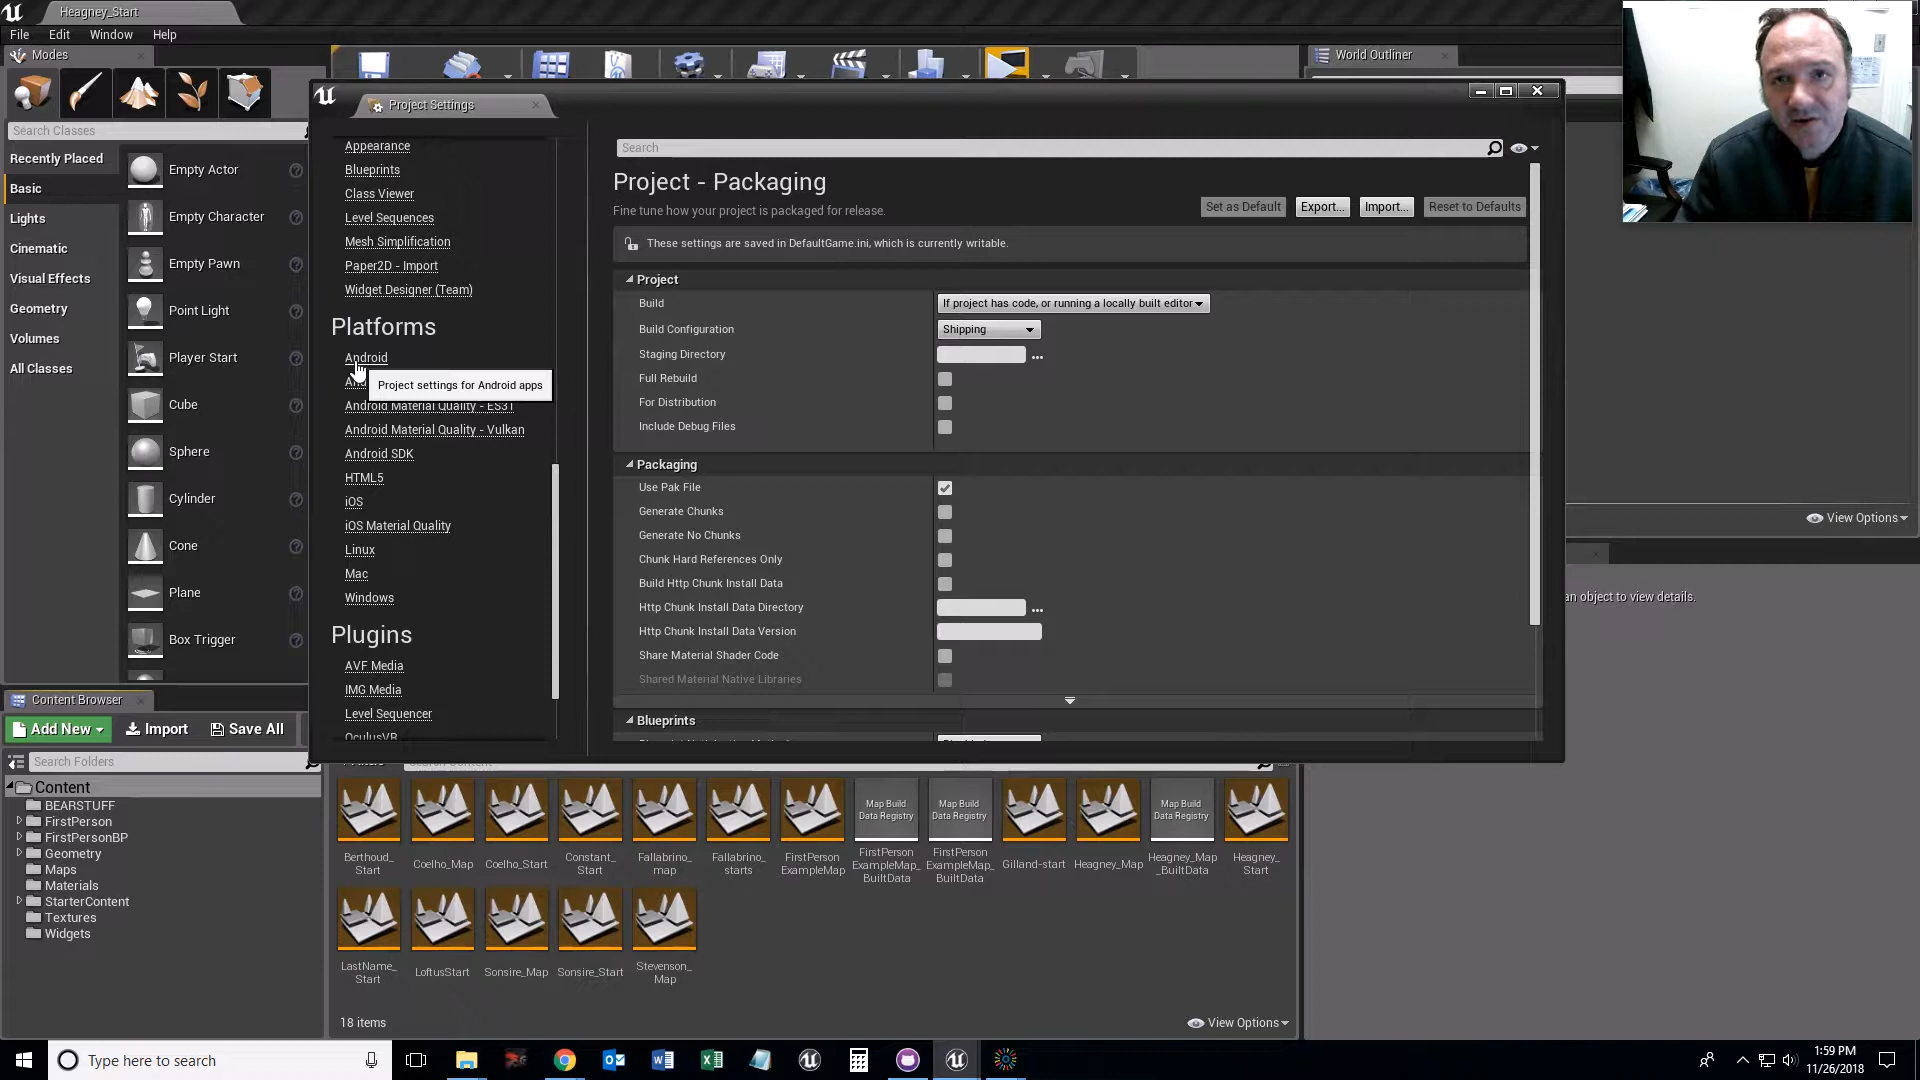 Heagney_Start
File Edit Window Help
Modes
World Outliner
Project Settings
Search Classes
Recently Placed
Basic
Lights
Cinematic
Visual Effects
Geometry
Volumes
All Classes
Empty Actor
Empty Character
Empty Pawn
Point Light
Player Start
Cube
Sphere
Cylinder
Cone
Plane
Box Trigger
Appearance
Blueprints
Class Viewer
Level Sequences
Mesh Simplification
Paper2D - Import
Widget Designer (Team)
Platforms
Android
Project settings for Android apps
Android Material Quality - ES31
Android Material Quality - Vulkan
Android SDK
HTML5
iOS
iOS Material Quality
Linux
Mac
Windows
Plugins
AVF Media
IMG Media
Level Sequencer
OculusVR
Search
Project - Packaging
Fine tune how your project is packaged for release.
Set as Default Export... Import... Reset to Defaults
These settings are saved in DefaultGame.ini, which is currently writable.
Project
Build If project has code, or running a locally built editor
Build Configuration Shipping
Staging Directory ...
Full Rebuild
For Distribution
Include Debug Files
Packaging
Use Pak File
Generate Chunks
Generate No Chunks
Chunk Hard References Only
Build Http Chunk Install Data
Http Chunk Install Data Directory ...
Http Chunk Install Data Version
Share Material Shader Code
Shared Material Native Libraries
Blueprints
View Options
an object to view details.
Content Browser
Add New Import Save All
Search Folders
Content
BEARSTUFF
FirstPerson
FirstPersonBP
Geometry
Maps
Materials
StarterContent
Textures
Widgets
Map Build Data Registry
Map Build Data Registry
Map Build Data Registry
Berthoud_Start
Coelho_Map
Coelho_Start
Constant_Start
Fallabrino_map
Fallabrino_starts
FirstPerson ExampleMap
FirstPerson ExampleMap_BuiltData
FirstPerson ExampleMap_BuiltData
Gilland-start
Heagney_Map
Heagney_Map_BuiltData
Heagney_Start
LastName_Start
LoftusStart
Sonsire_Map
Sonsire_Start
Stevenson_Map
18 items
View Options
Type here to search
1:59 PM
11/26/2018